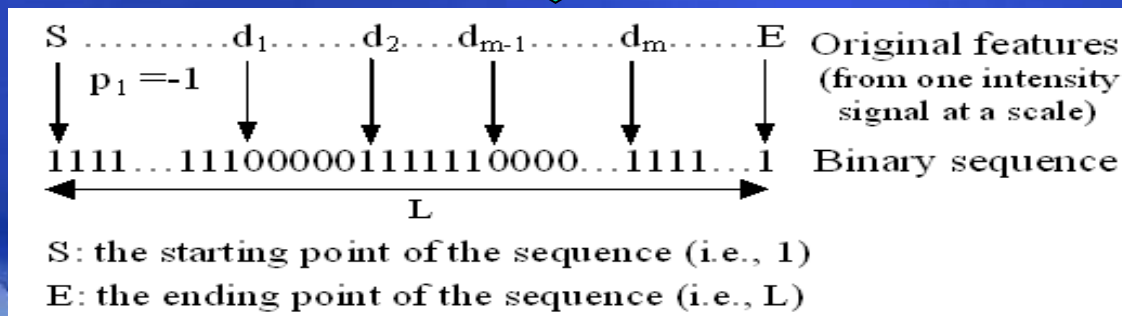 S ..........d₁......d₂....dₘ₋₁......dₘ......E Original features
p₁ =-1 (from one intensity
signal at a scale)
1111...1110000001111110000...1111...1 Binary sequence
L
S: the starting point of the sequence (i.e., 1)
E: the ending point of the sequence (i.e., L)